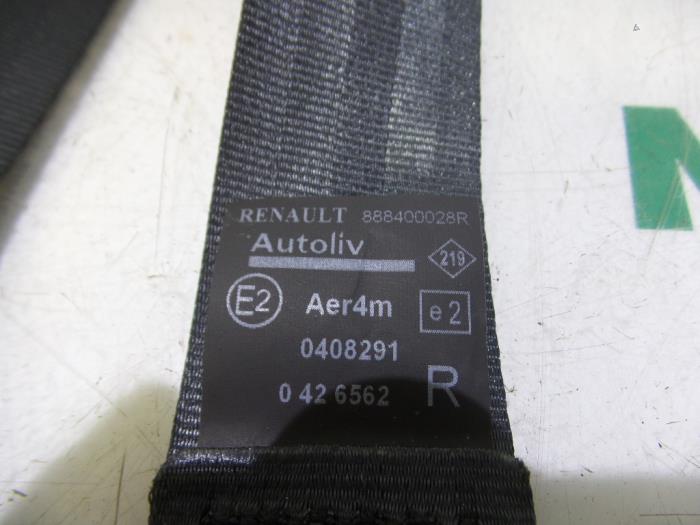 RENAULT 888400028R
Autoliv
219
E2 Aer4m e2
0408291
0 42 6562 R